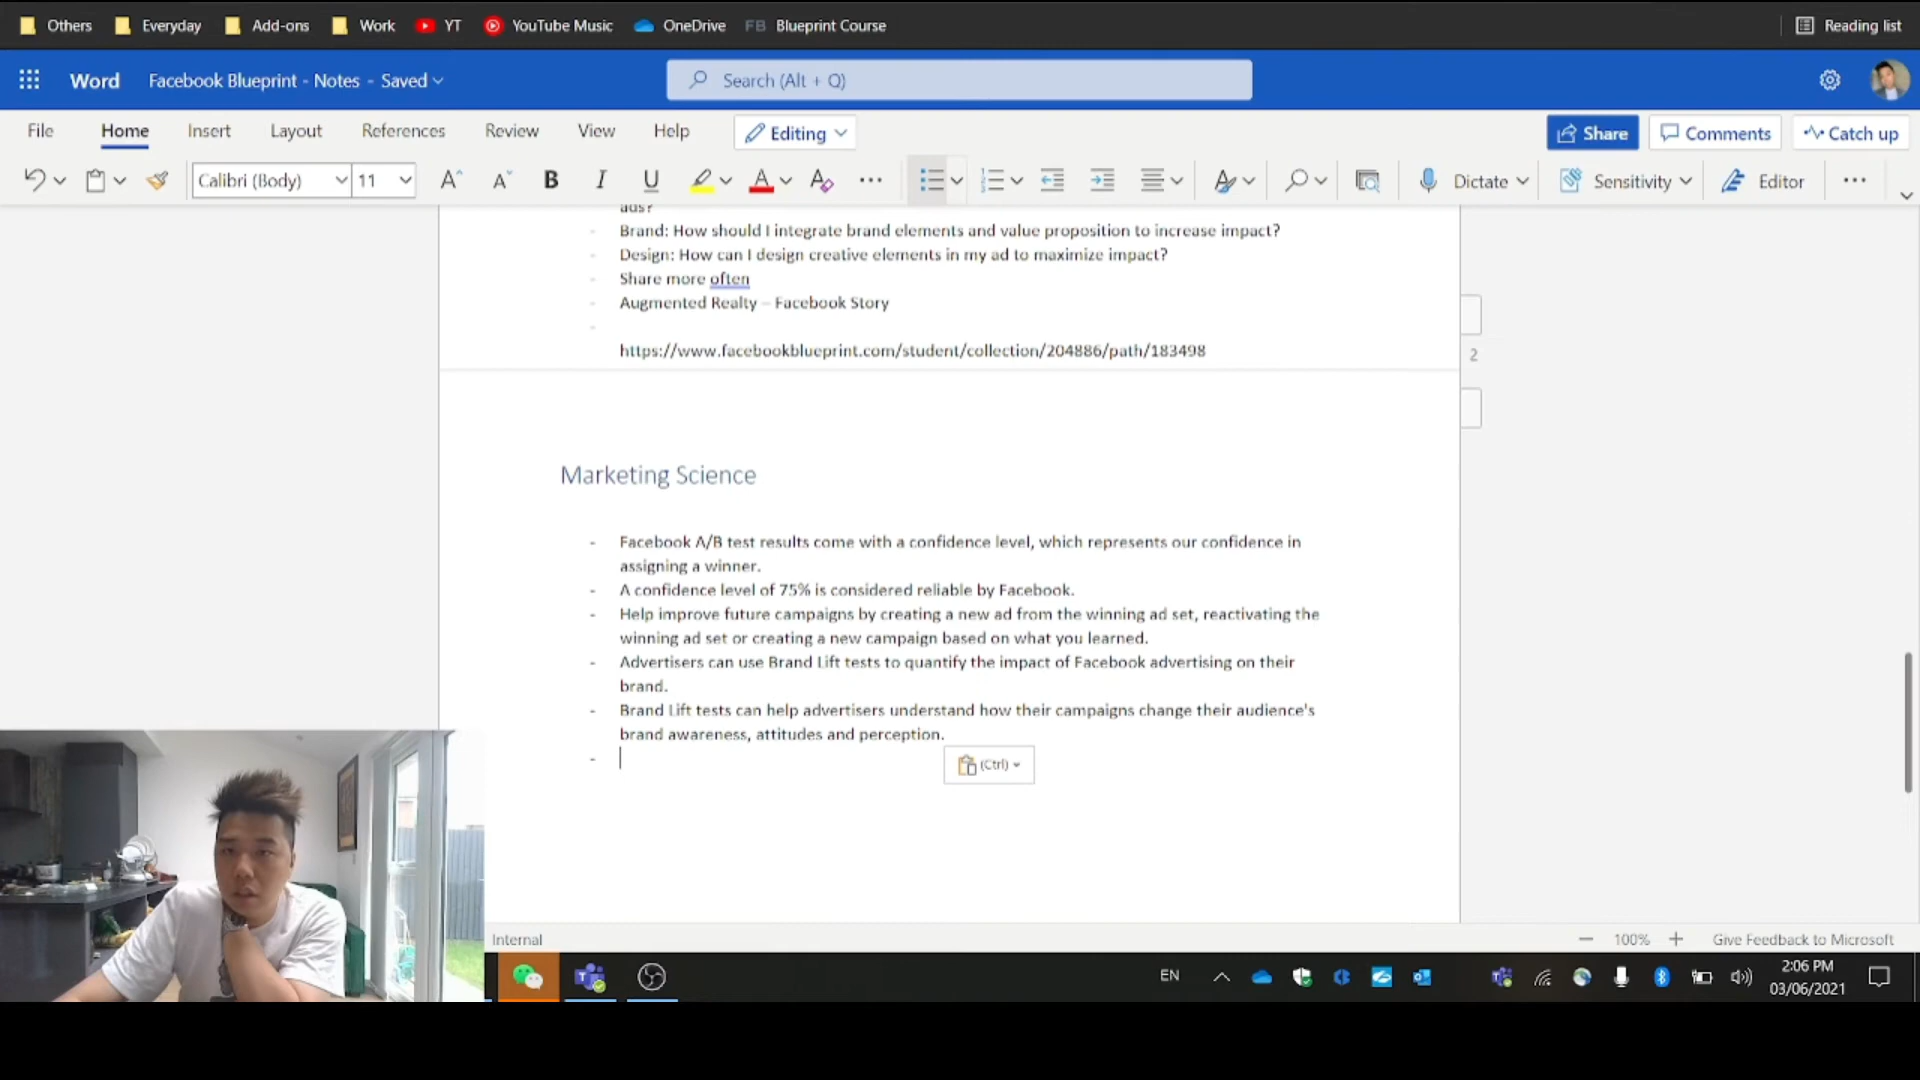 Others Everyday Add-ons Work YT YouTube Music OneDrive FB Blueprint Course Reading list
Word Facebook Blueprint - Notes - Saved Search (Alt + Q)
File Home Insert Layout References Review View Help Editing Share Comments Catch up
Calibri (Body) 11 A A B I U A A ... Dictate Sensitivity Editor ...
ads?
- Brand: How should I integrate brand elements and value proposition to increase impact?
- Design: How can I design creative elements in my ad to maximize impact?
- Share more often
- Augmented Realty – Facebook Story
-
https://www.facebookblueprint.com/student/collection/204886/path/183498
2
Marketing Science
- Facebook A/B test results come with a confidence level, which represents our confidence in
assigning a winner.
- A confidence level of 75% is considered reliable by Facebook.
- Help improve future campaigns by creating a new ad from the winning ad set, reactivating the
winning ad set or creating a new campaign based on what you learned.
- Advertisers can use Brand Lift tests to quantify the impact of Facebook advertising on their
brand.
- Brand Lift tests can help advertisers understand how their campaigns change their audience's
brand awareness, attitudes and perception.
-
(Ctrl)
Internal 100% Give Feedback to Microsoft
EN 2:06 PM
03/06/2021